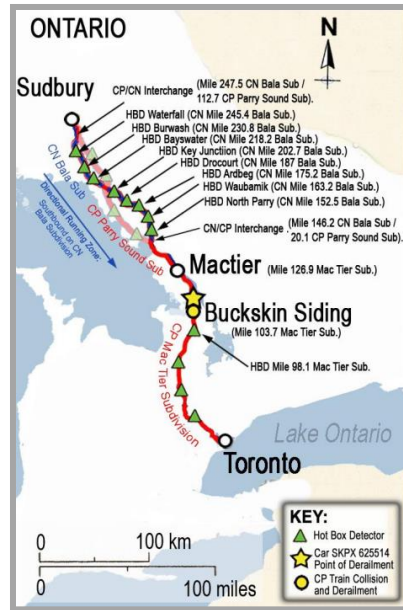 ONTARIO
N
Sudbury
CP/CN Interchange (Mile 247.5 CN Bala Sub /
112.7 CP Parry Sound Sub).
HBD Waterfall (CN Mile 245.4 Bala Sub.)
HBD Burwash (CN Mile 230.8 Bala Sub.)
HBD Bayswater (CN Mile 218.2 Bala Sub.)
HBD Key Junctiion (CN Mile 202.7 Bala Sub.)
HBD Drocourt (CN Mile 187 Bala Sub.)
HBD Ardbeg (CN Mile 175.2 Bala Sub.)
HBD Waubamik (CN Mile 163.2 Bala Sub.)
HBD North Parry (CN Mile 152.5 Bala Sub.)
CN/CP Interchange (Mile 146.2 CN Bala Sub /
20.1 CP Parry Sound Sub).
CN Bala Sub
Directional Running Zone:
Southbound on CN
Bala Subdivision
CP Parry Sound Sub
Mactier (Mile 126.9 Mac Tier Sub.)
Buckskin Siding
(Mile 103.7 Mac Tier Sub.)
HBD Mile 98.1 Mac Tier Sub.
Cp Mac Tier Subdivision
Lake Ontario
Toronto
0 100 km
0 100 miles
KEY:
Hot Box Detector
Car SKPX 625514
Point of Derailment
CP Train Collision
and Derailment